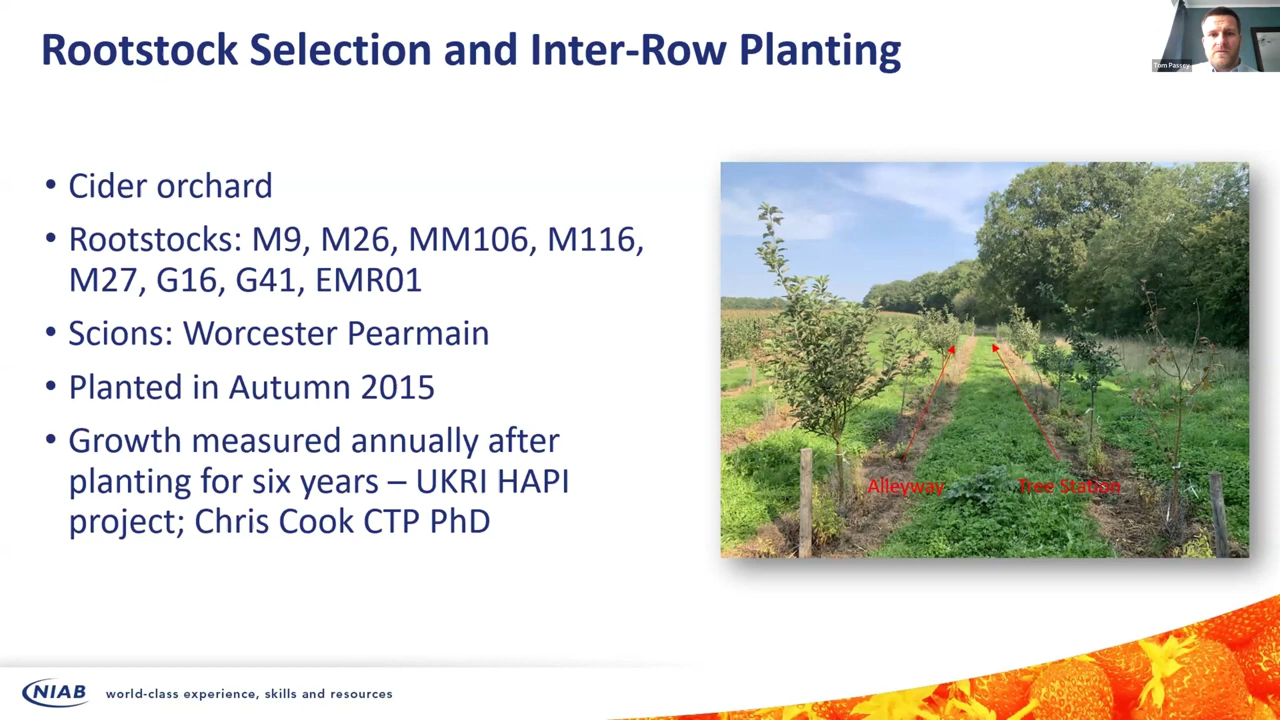 Rootstock Selection and Inter-Row Planting
Tom Passey
• Cider orchard
• Rootstocks: M9, M26, MM106, M116,
M27, G16, G41, EMR01
• Scions: Worcester Pearmain
• Planted in Autumn 2015
• Growth measured annually after
planting for six years – UKRI HAPI
project; Chris Cook CTP PhD
Alleyway
Tree Station
NIAB
world-class experience, skills and resources